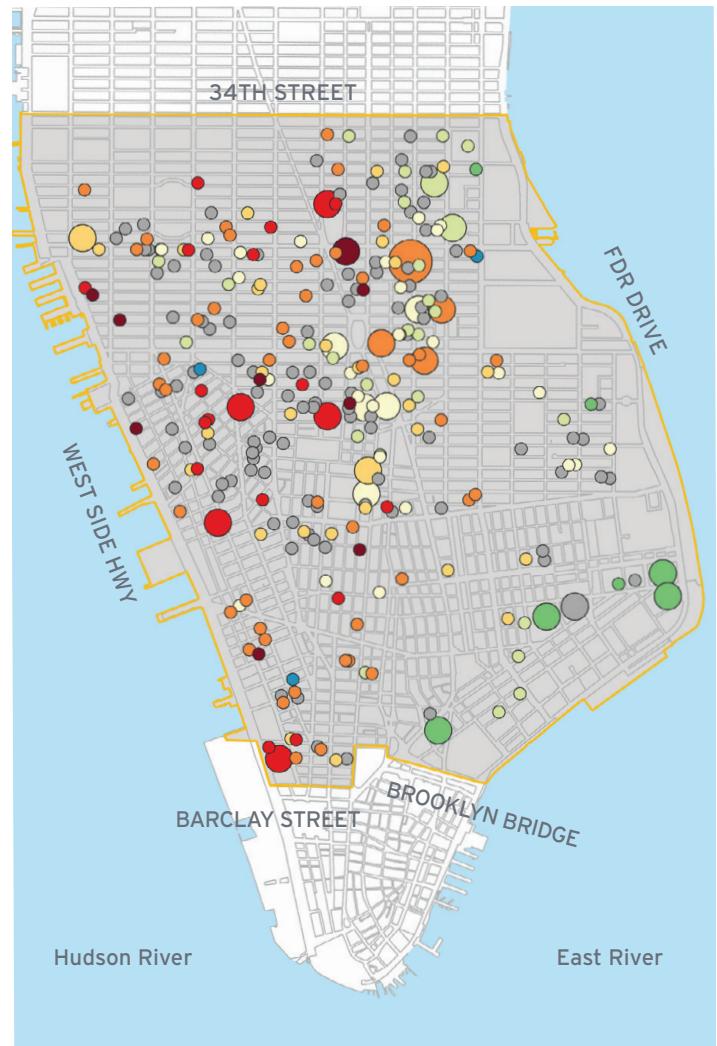 34TH STREET
FDR DRIVE
WEST SIDE HWY
BROOKLYN BRIDGE
BARCLAY STREET
Hudson River
East River